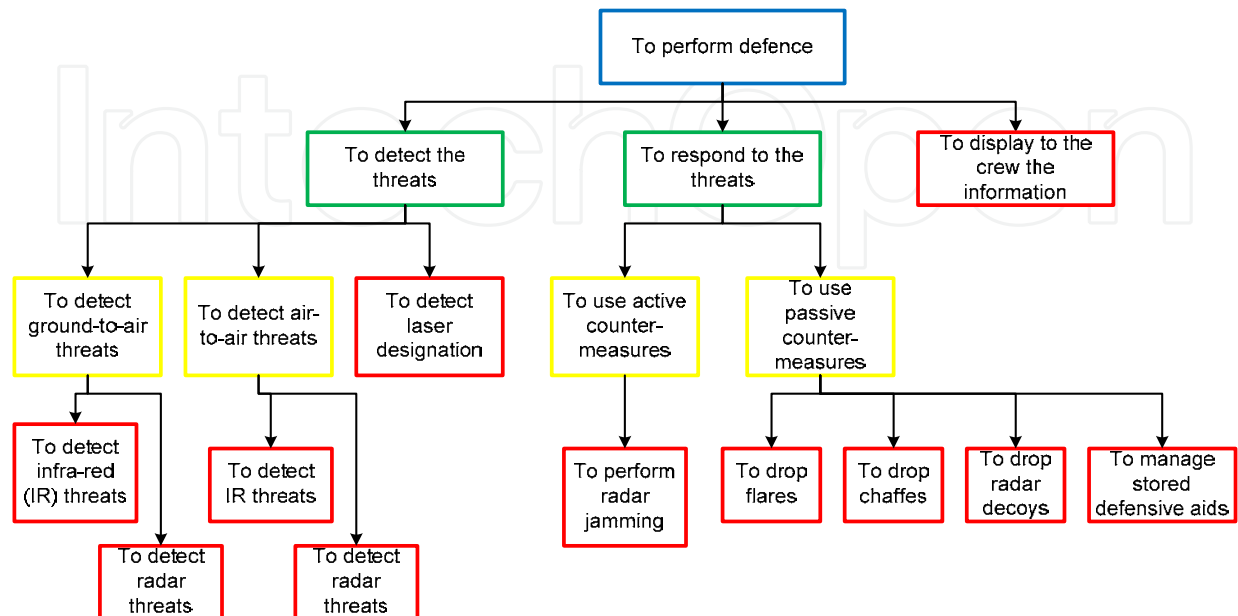 IntechOpen
To perform defence
To detect the
threats
To respond to the
threats
To display to the
crew the
information
To detect
ground-to-air
threats
To detect air-
to-air threats
To detect
laser
designation
To use active
counter-
measures
To use
passive
counter-
measures
To detect
infra-red
(IR) threats
To detect
IR threats
To perform
radar
jamming
To drop
flares
To drop
chaffes
To drop
radar
decoys
To manage
stored
defensive aids
To detect
radar
threats
To detect
radar
threats